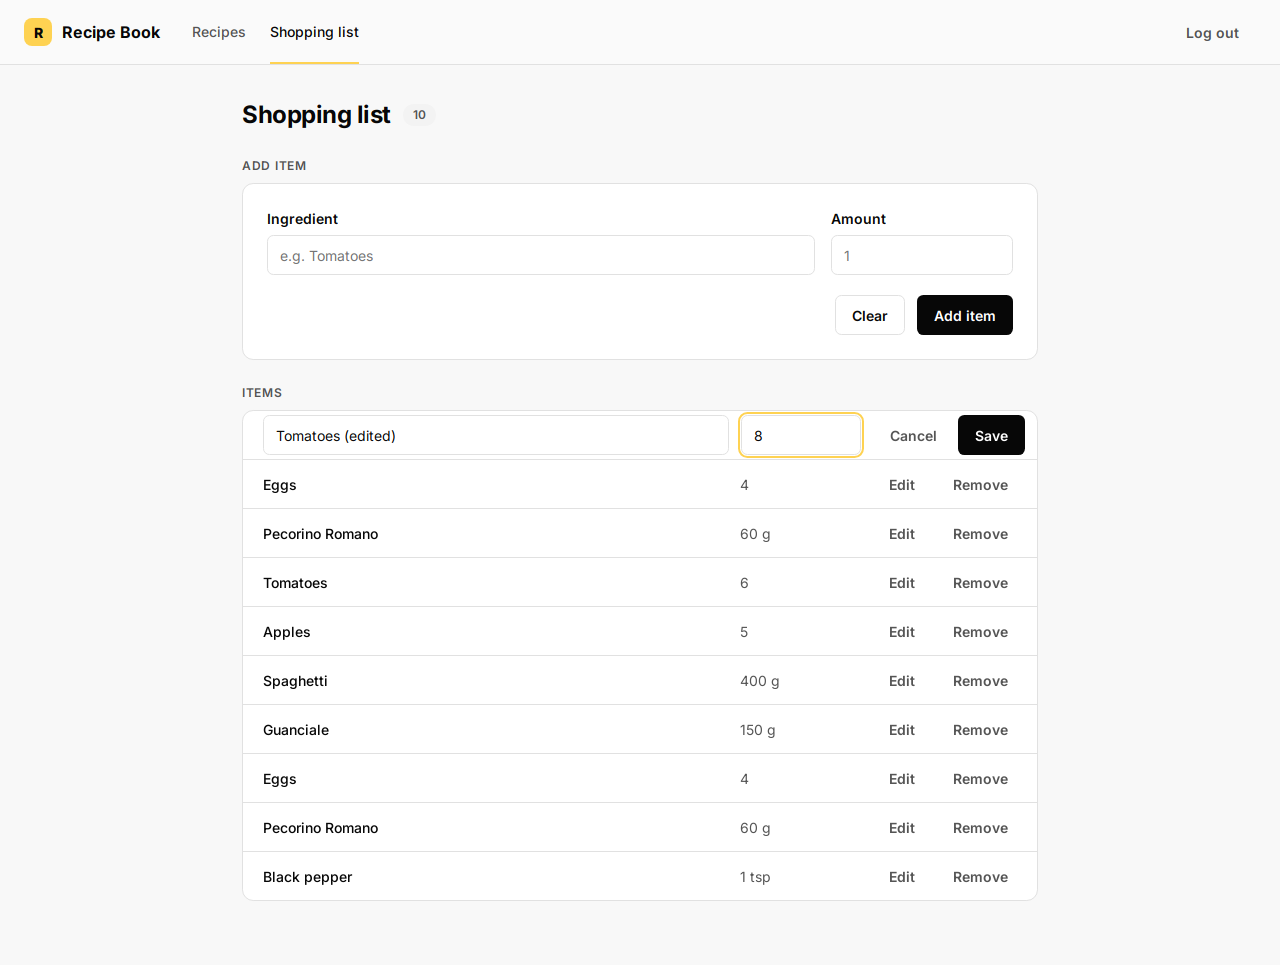 R Recipe Book Recipes Shopping list Log out
Shopping list 10
ADD ITEM
Ingredient Amount
e.g. Tomatoes 1
Clear Add item
ITEMS
Tomatoes (edited) 8 Cancel Save
Eggs 4 Edit Remove
Pecorino Romano 60 g Edit Remove
Tomatoes 6 Edit Remove
Apples 5 Edit Remove
Spaghetti 400 g Edit Remove
Guanciale 150 g Edit Remove
Eggs 4 Edit Remove
Pecorino Romano 60 g Edit Remove
Black pepper 1 tsp Edit Remove